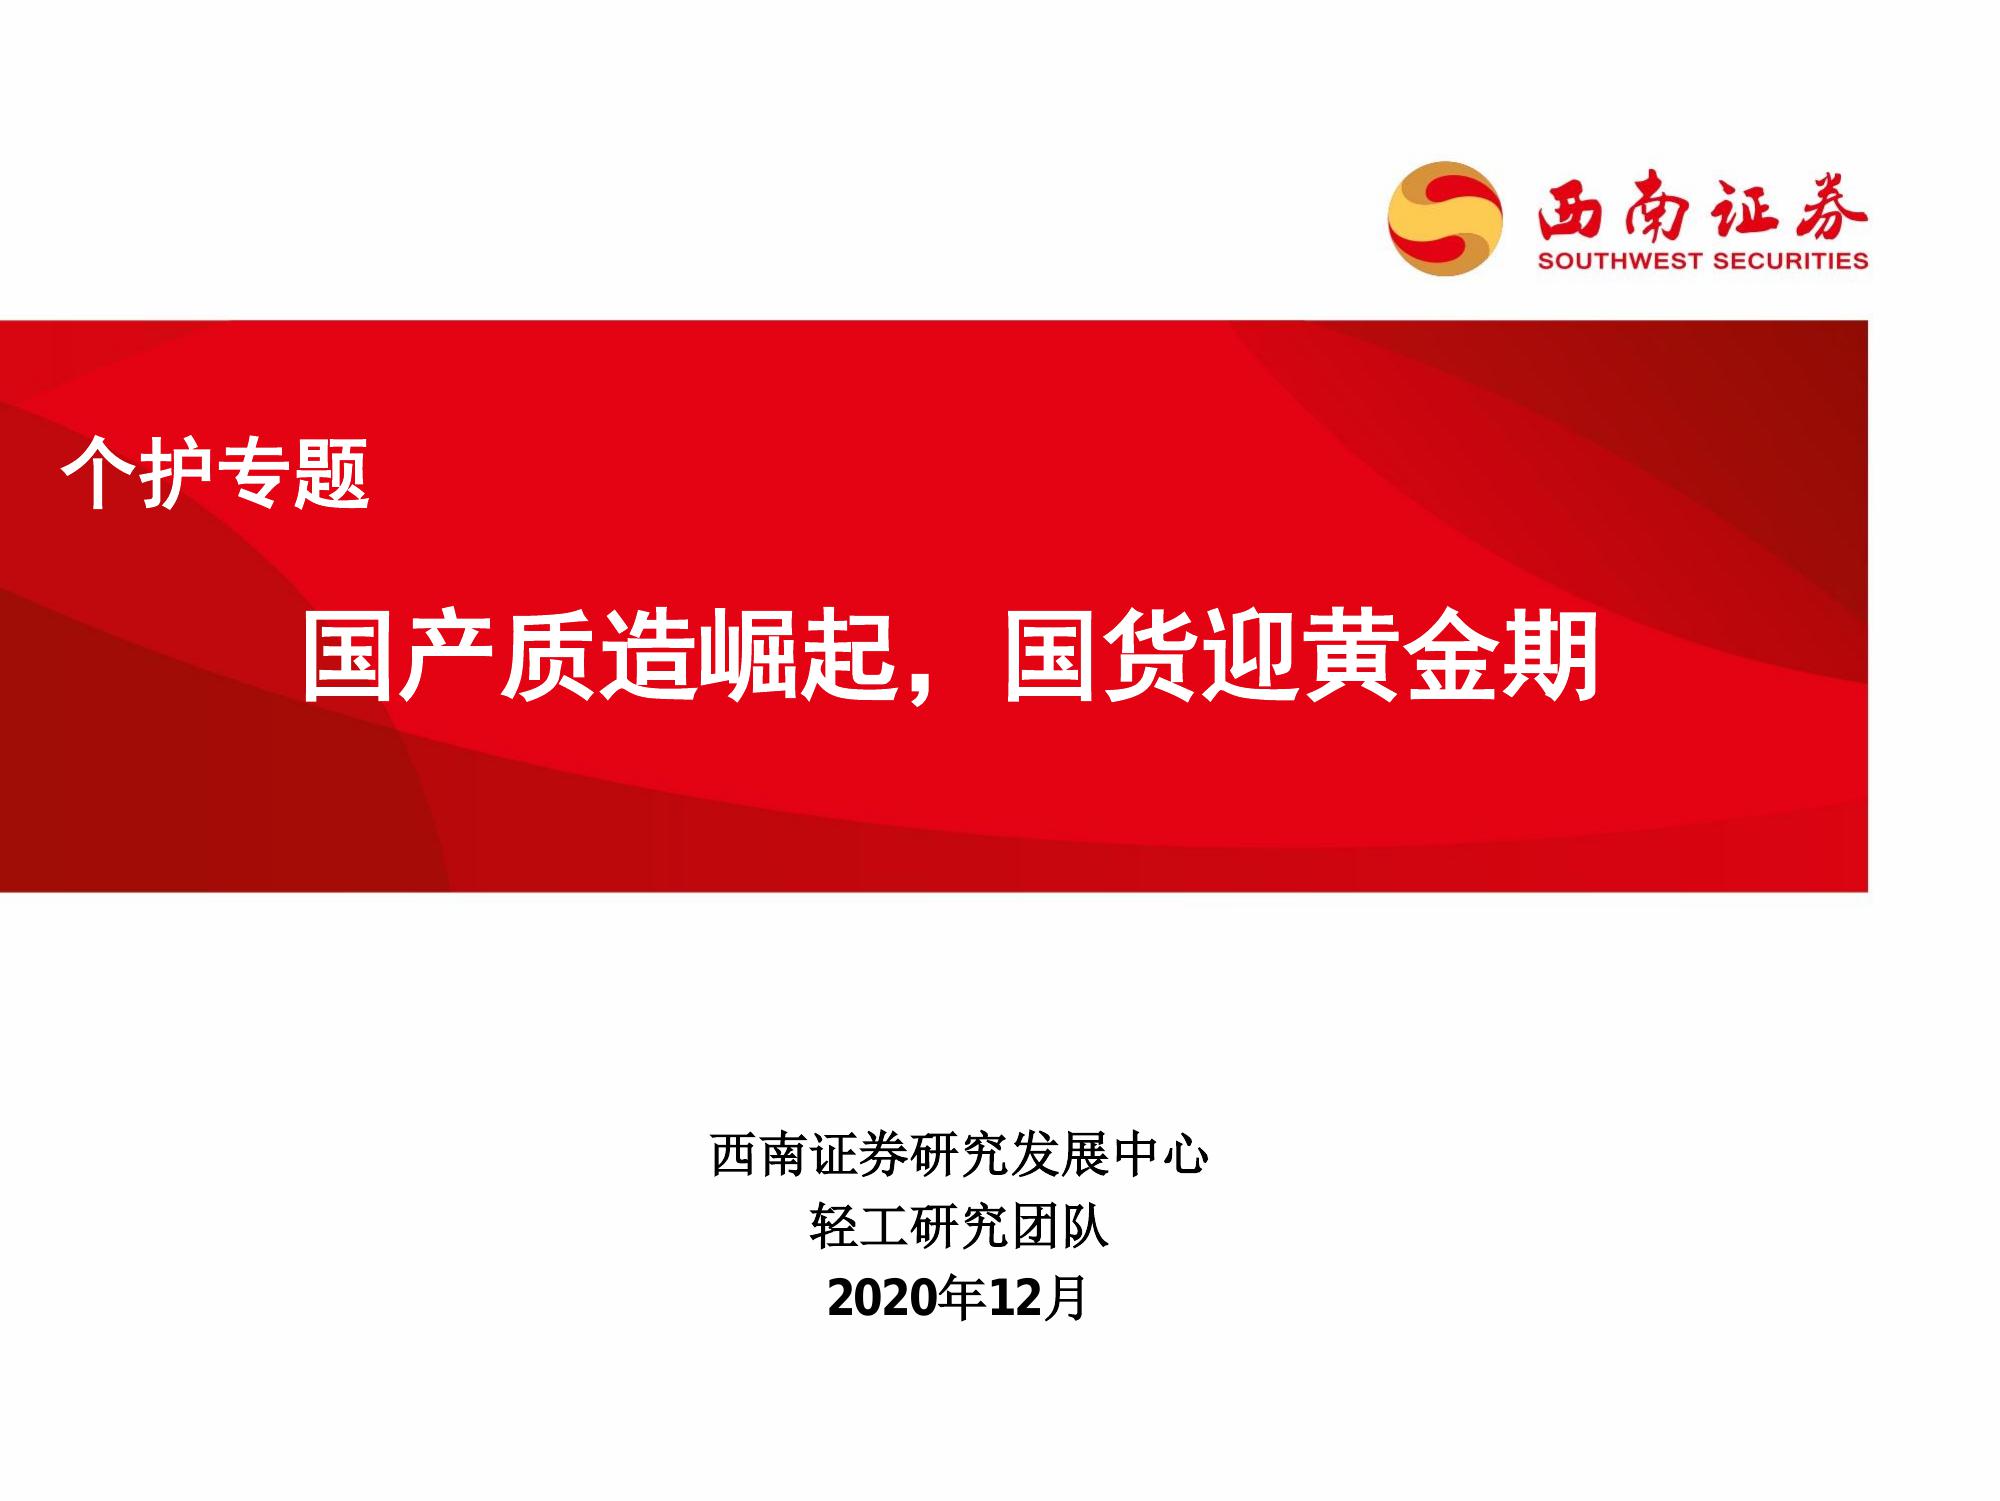 西南证券
SOUTHWEST SECURITIES
个护专题
国产质造崛起，国货迎黄金期
西南证券研究发展中心
轻工研究团队
2020年12月